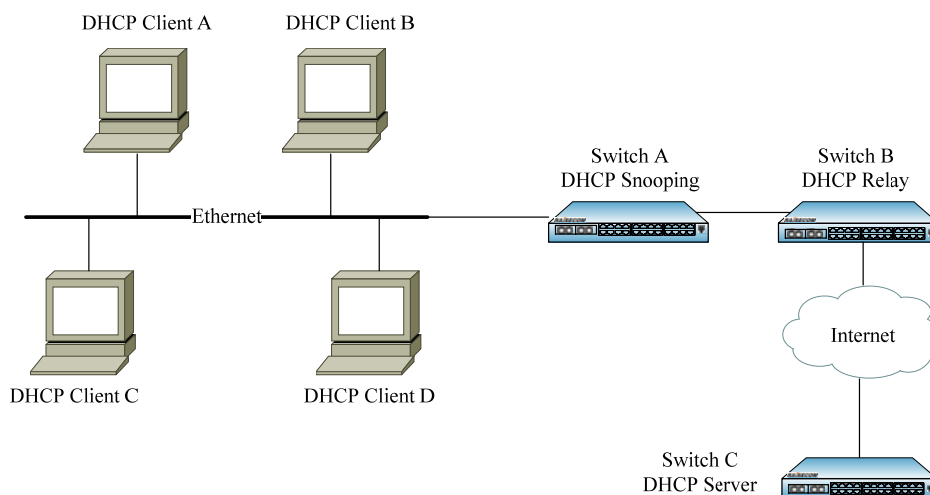 DHCP Client A
DHCP Client B
Switch A
DHCP Snooping
Switch B
DHCP Relay
Ethernet
Internet
DHCP Client C
DHCP Client D
Switch C
DHCP Server